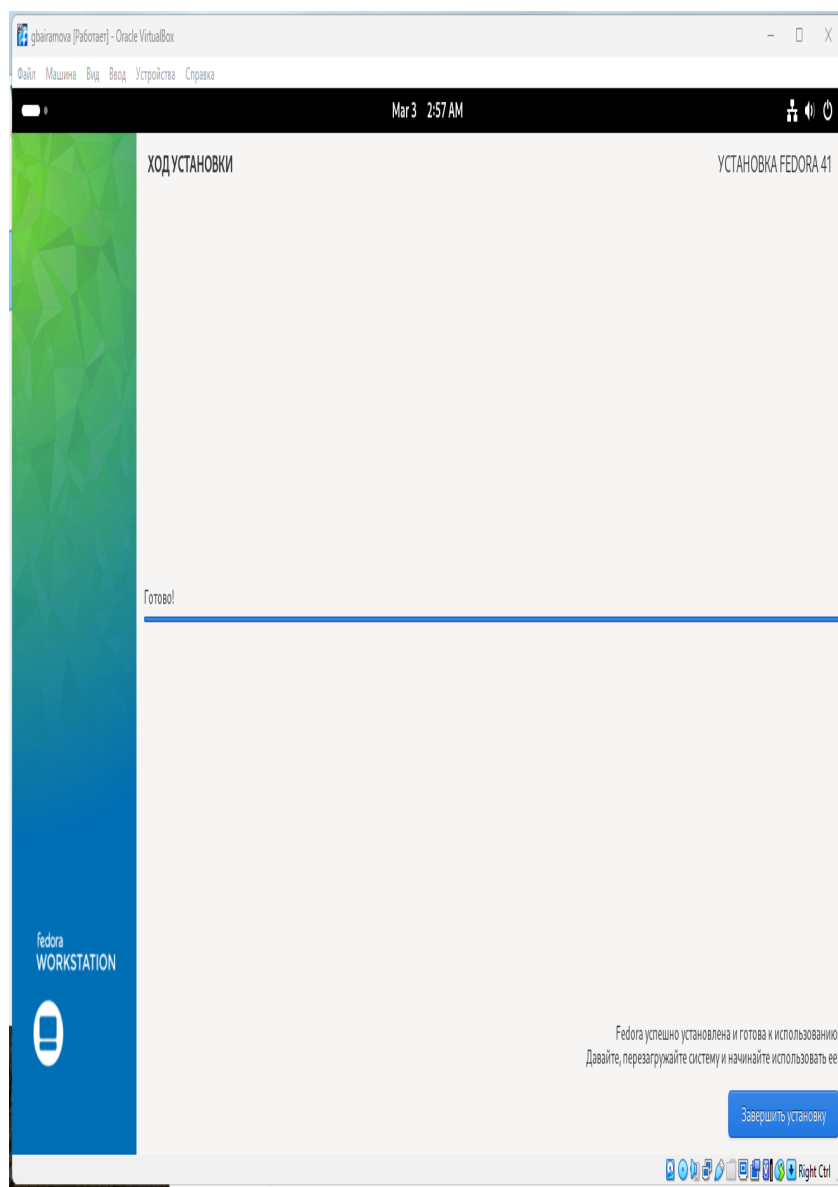 gbairamova [Работает] - Oracle VirtualBox
Файл Машина Вид Ввод Устройства Справка
Mar 3 2:57 AM
ХОД УСТАНОВКИ
УСТАНОВКА FEDORA 41
Готово!
fedora
WORKSTATION
Fedora успешно установлена и готова к использованию
Давайте, перезагружайте систему и начинайте использовать ее
Завершить установку
Right Ctrl